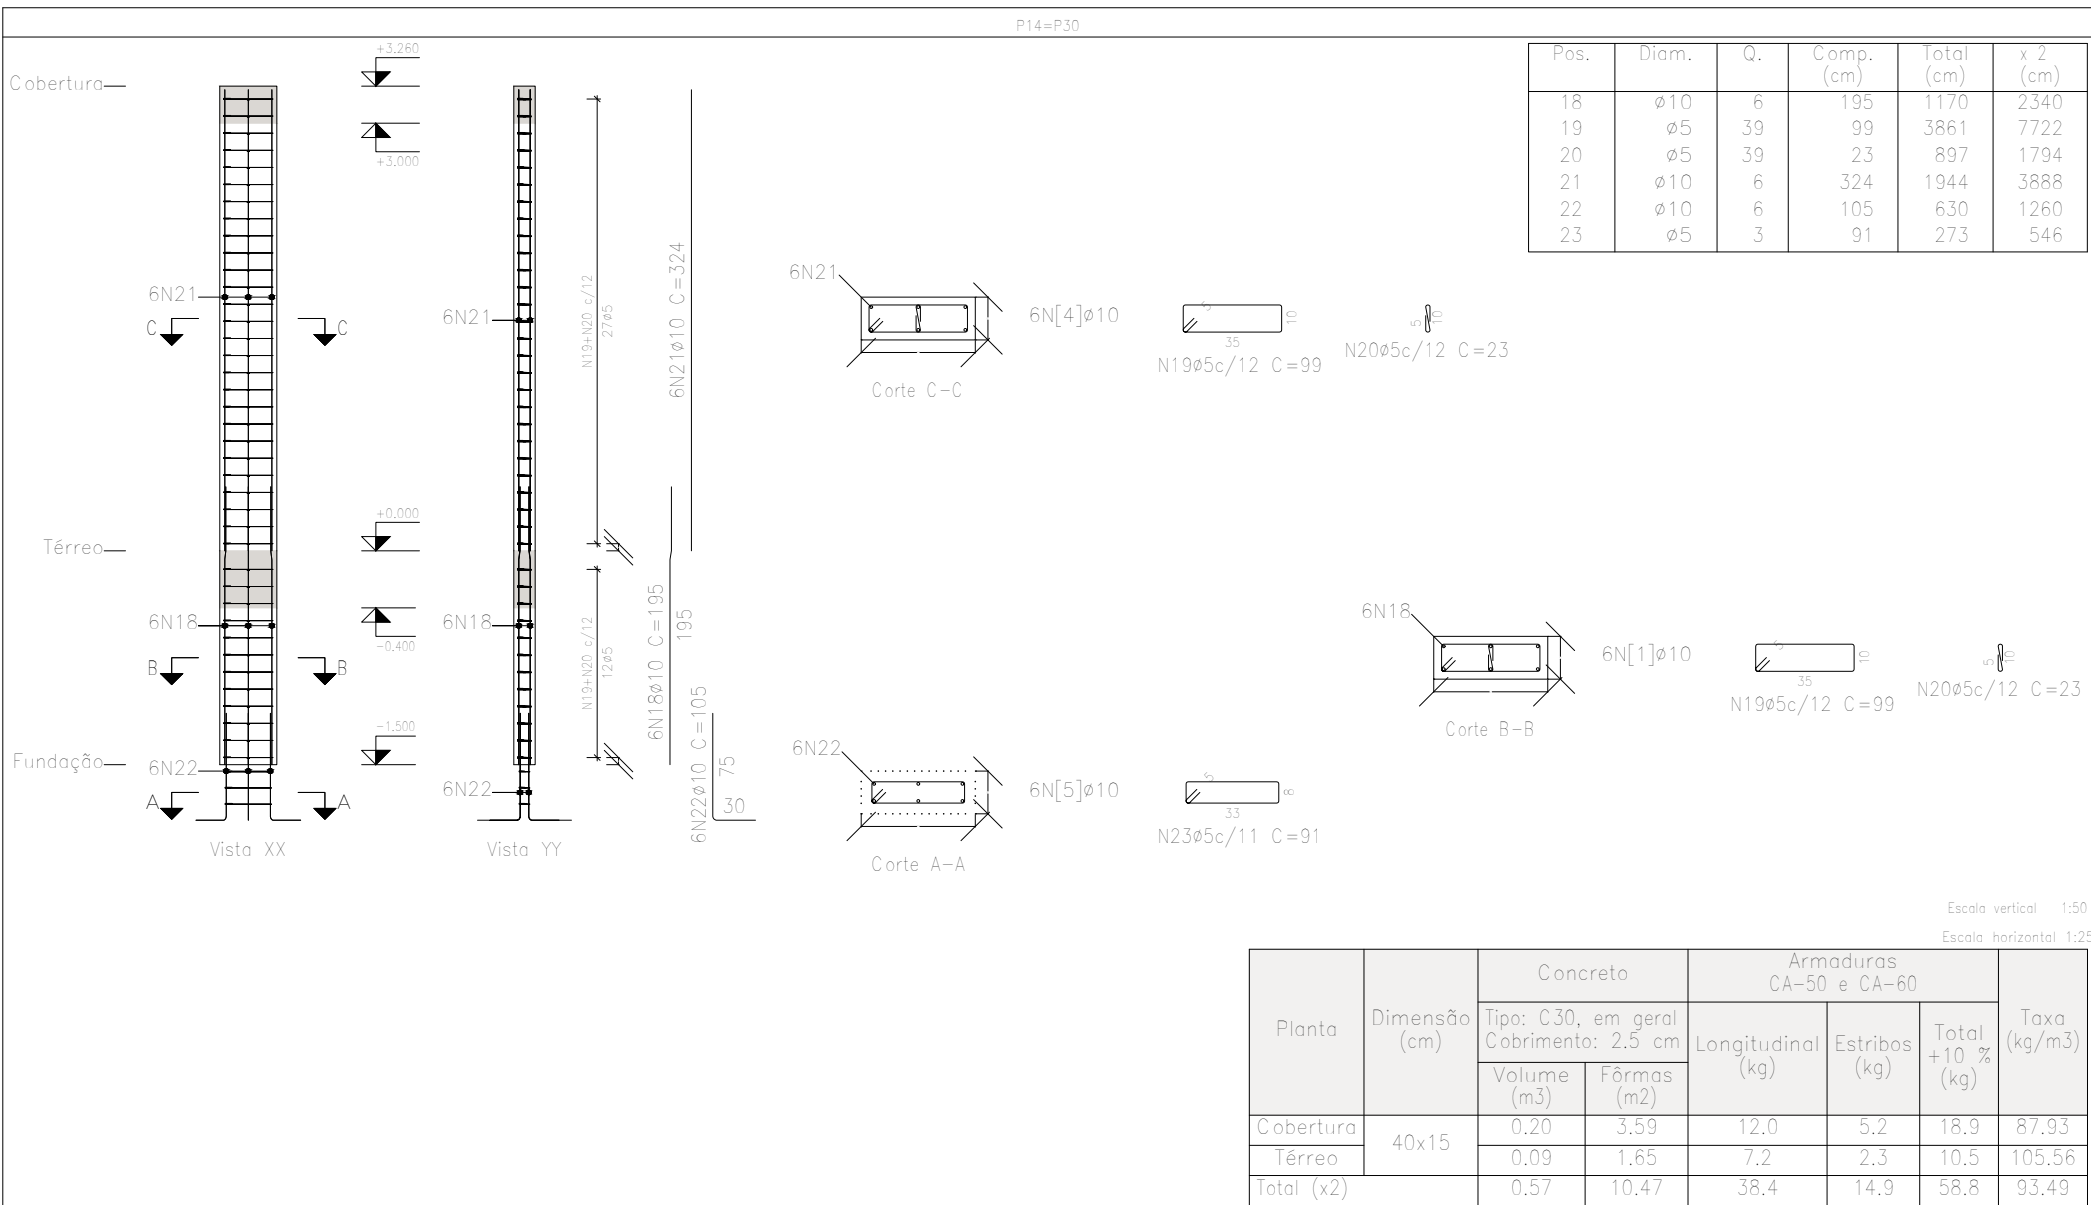 P14=P30
Pos. Diam. Q. Comp. (cm) Total (cm) x 2 (cm)
18 ø10 6 195 1170 2340
19 ø5 39 99 3861 7722
20 ø5 39 23 897 1794
21 ø10 6 324 1944 3888
22 ø10 6 105 630 1260
23 ø5 3 91 273 546
Cobertura
+3.260
+3.000
6N21
C C
Térreo
+0.000
6N18
-0.400
B B
-1.500
Fundação
6N22
A A
Vista XX
6N21
6N18
6N22
Vista YY
N19+N20 c/12
27ø5
N19+N20 c/12
12ø5
6N21ø10 C=324
6N18ø10 C=195
195
6N22ø10 C=105
75
30
6N21
6N[4]ø10
Corte C-C
5
10
35
N19ø5c/12 C=99
5
10
N20ø5c/12 C=23
6N18
6N[1]ø10
Corte B-B
5
10
35
N19ø5c/12 C=99
5
10
N20ø5c/12 C=23
6N22
6N[5]ø10
Corte A-A
5
8
33
N23ø5c/11 C=91
Escala vertical 1:50
Escala horizontal 1:25
Planta
Dimensão
(cm)
Concreto
Tipo: C30, em geral
Cobrimento: 2.5 cm
Volume
(m3)
Fôrmas
(m2)
Armaduras
CA-50 e CA-60
Longitudinal
(kg)
Estribos
(kg)
Total
+10 %
(kg)
Taxa
(kg/m3)
Cobertura 40x15 0.20 3.59 12.0 5.2 18.9 87.93
Térreo 0.09 1.65 7.2 2.3 10.5 105.56
Total (x2) 0.57 10.47 38.4 14.9 58.8 93.49